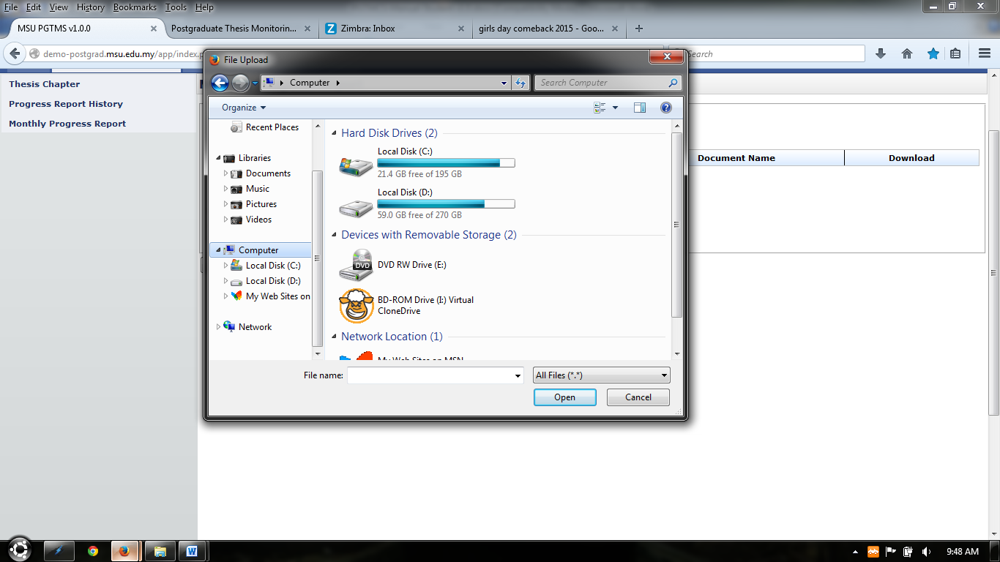 File Edit View History Bookmarks Tools Help
MSU PGTMS v1.0.0
Postgraduate Thesis Monitorin...
Z Zimbra: Inbox
girls day comeback 2015 - Goo...
demo-postgrad.msu.edu.my/app/index.p
Search
File Upload
Computer
Search Computer
Organize
Thesis Chapter
Progress Report History
Monthly Progress Report
Recent Places
Libraries
Documents
Music
Pictures
Videos
Computer
Local Disk (C:)
Local Disk (D:)
My Web Sites on
Network
Hard Disk Drives (2)
Local Disk (C:)
21.4 GB free of 195 GB
Local Disk (D:)
59.0 GB free of 270 GB
Devices with Removable Storage (2)
DVD
DVD RW Drive (E:)
BD-ROM Drive (I:) Virtual
CloneDrive
Network Location (1)
My Web Sites on MSN
Document Name
Download
File name:
All Files (*.*)
Open
Cancel
9:48 AM